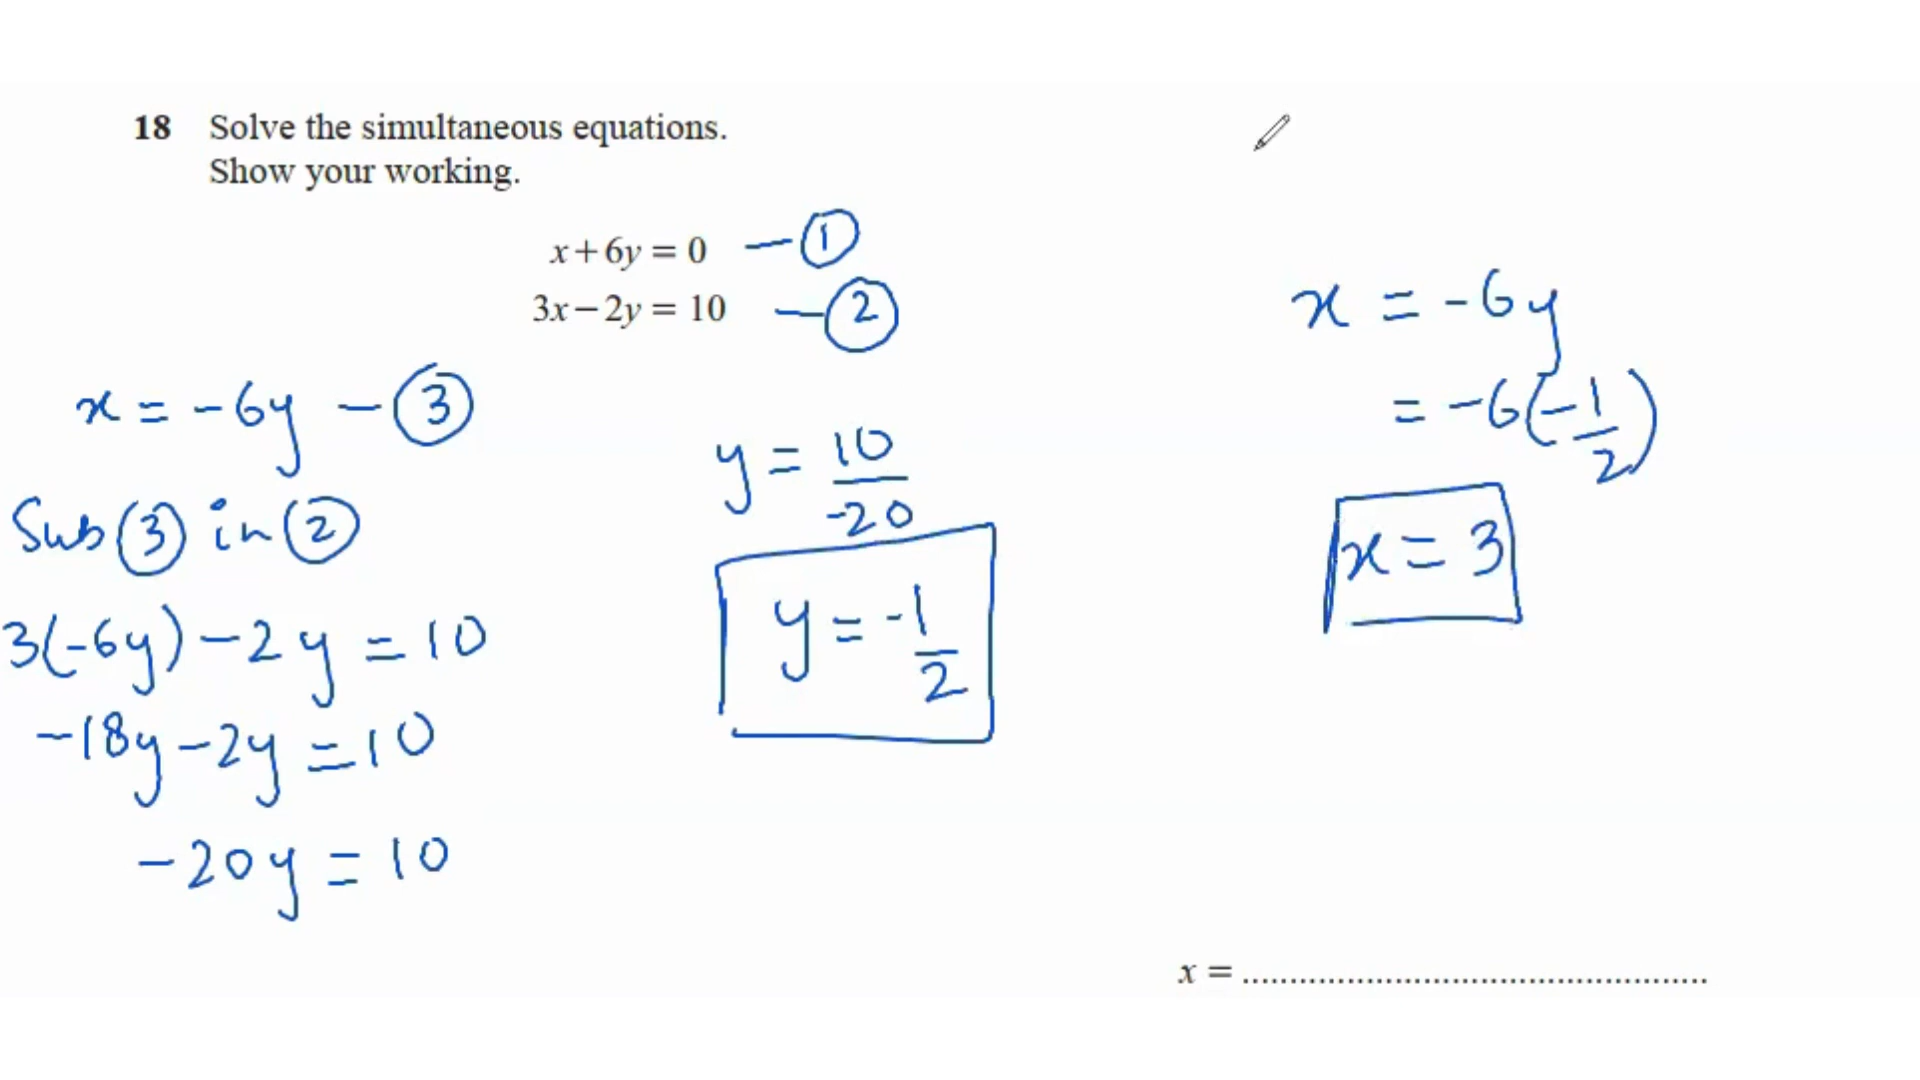 18 Solve the simultaneous equations.
Show your working.
x + 6y = 0 — ①
3x − 2y = 10 — ②
x = -6y — ③
Sub ③ in ②
3(-6y) - 2y = 10
-18y - 2y = 10
-20y = 10
y = 10/-20
y = -1/2
x = -6y
= -6(-1/2)
x = 3
x = ................................................